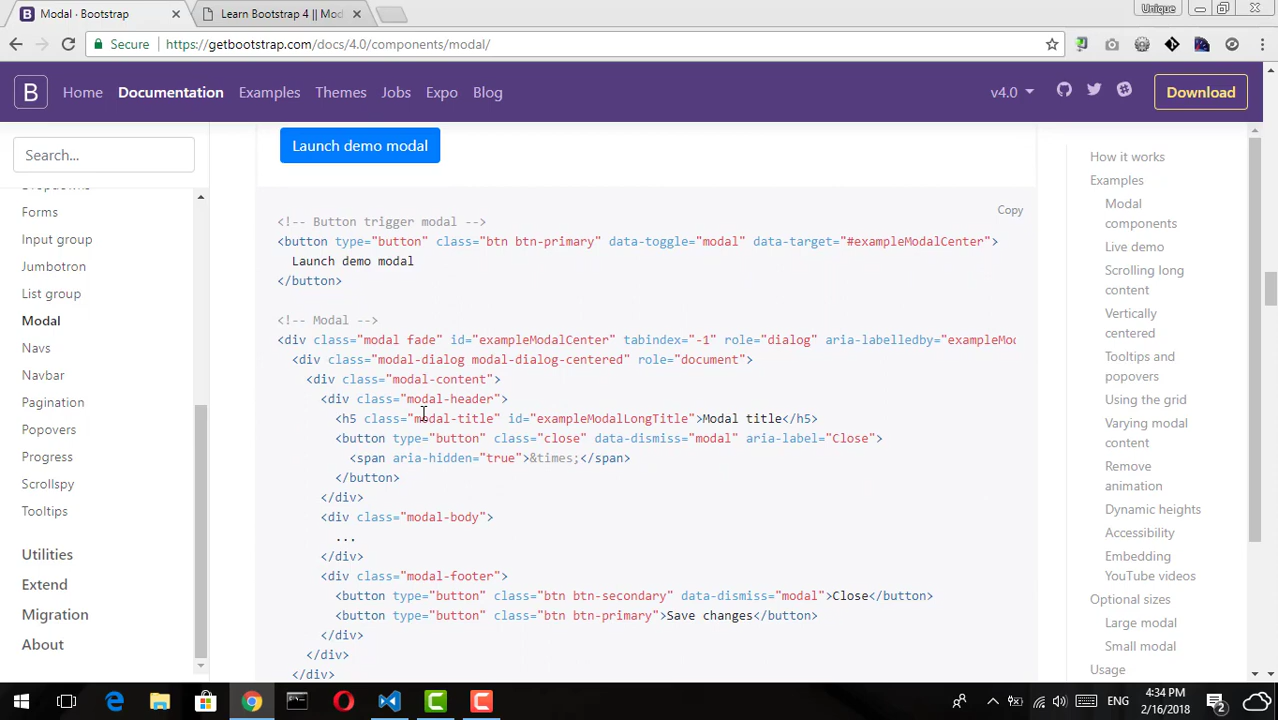 Modal · Bootstrap
Learn Bootstrap 4 || Mod
Unique
Secure
https://getbootstrap.com/docs/4.0/components/modal/
B
Home
Documentation
Examples
Themes
Jobs
Expo
Blog
v4.0
Download
Search...
Dropdowns
Forms
Input group
Jumbotron
List group
Modal
Navs
Navbar
Pagination
Popovers
Progress
Scrollspy
Tooltips
Utilities
Extend
Migration
About
Launch demo modal
Copy
<!-- Button trigger modal -->
<button type="button" class="btn btn-primary" data-toggle="modal" data-target="#exampleModalCenter">
Launch demo modal
</button>
<!-- Modal -->
<div class="modal fade" id="exampleModalCenter" tabindex="-1" role="dialog" aria-labelledby="exampleMod
<div class="modal-dialog modal-dialog-centered" role="document">
<div class="modal-content">
<div class="modal-header">
<h5 class="modal-title" id="exampleModalLongTitle">Modal title</h5>
<button type="button" class="close" data-dismiss="modal" aria-label="Close">
<span aria-hidden="true">&times;</span>
</button>
</div>
<div class="modal-body">
...
</div>
<div class="modal-footer">
<button type="button" class="btn btn-secondary" data-dismiss="modal">Close</button>
<button type="button" class="btn btn-primary">Save changes</button>
</div>
</div>
</div>
How it works
Examples
Modal
components
Live demo
Scrolling long
content
Vertically
centered
Tooltips and
popovers
Using the grid
Varying modal
content
Remove
animation
Dynamic heights
Accessibility
Embedding
YouTube videos
Optional sizes
Large modal
Small modal
Usage
ENG
4:34 PM
2/16/2018
2